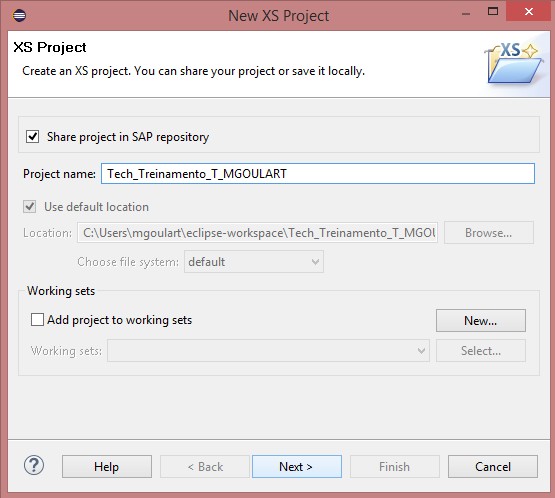 New XS Project
XS Project
Create an XS project. You can share your project or save it locally.
XS
Share project in SAP repository
Project name: Tech_Treinamento_T_MGOULART
Use default location
Location: C:\Users\mgoulart\eclipse-workspace\Tech_Treinamento_T_MGOU Browse...
Choose file system: default
Working sets
Add project to working sets New...
Working sets: Select...
? Help < Back Next > Finish Cancel